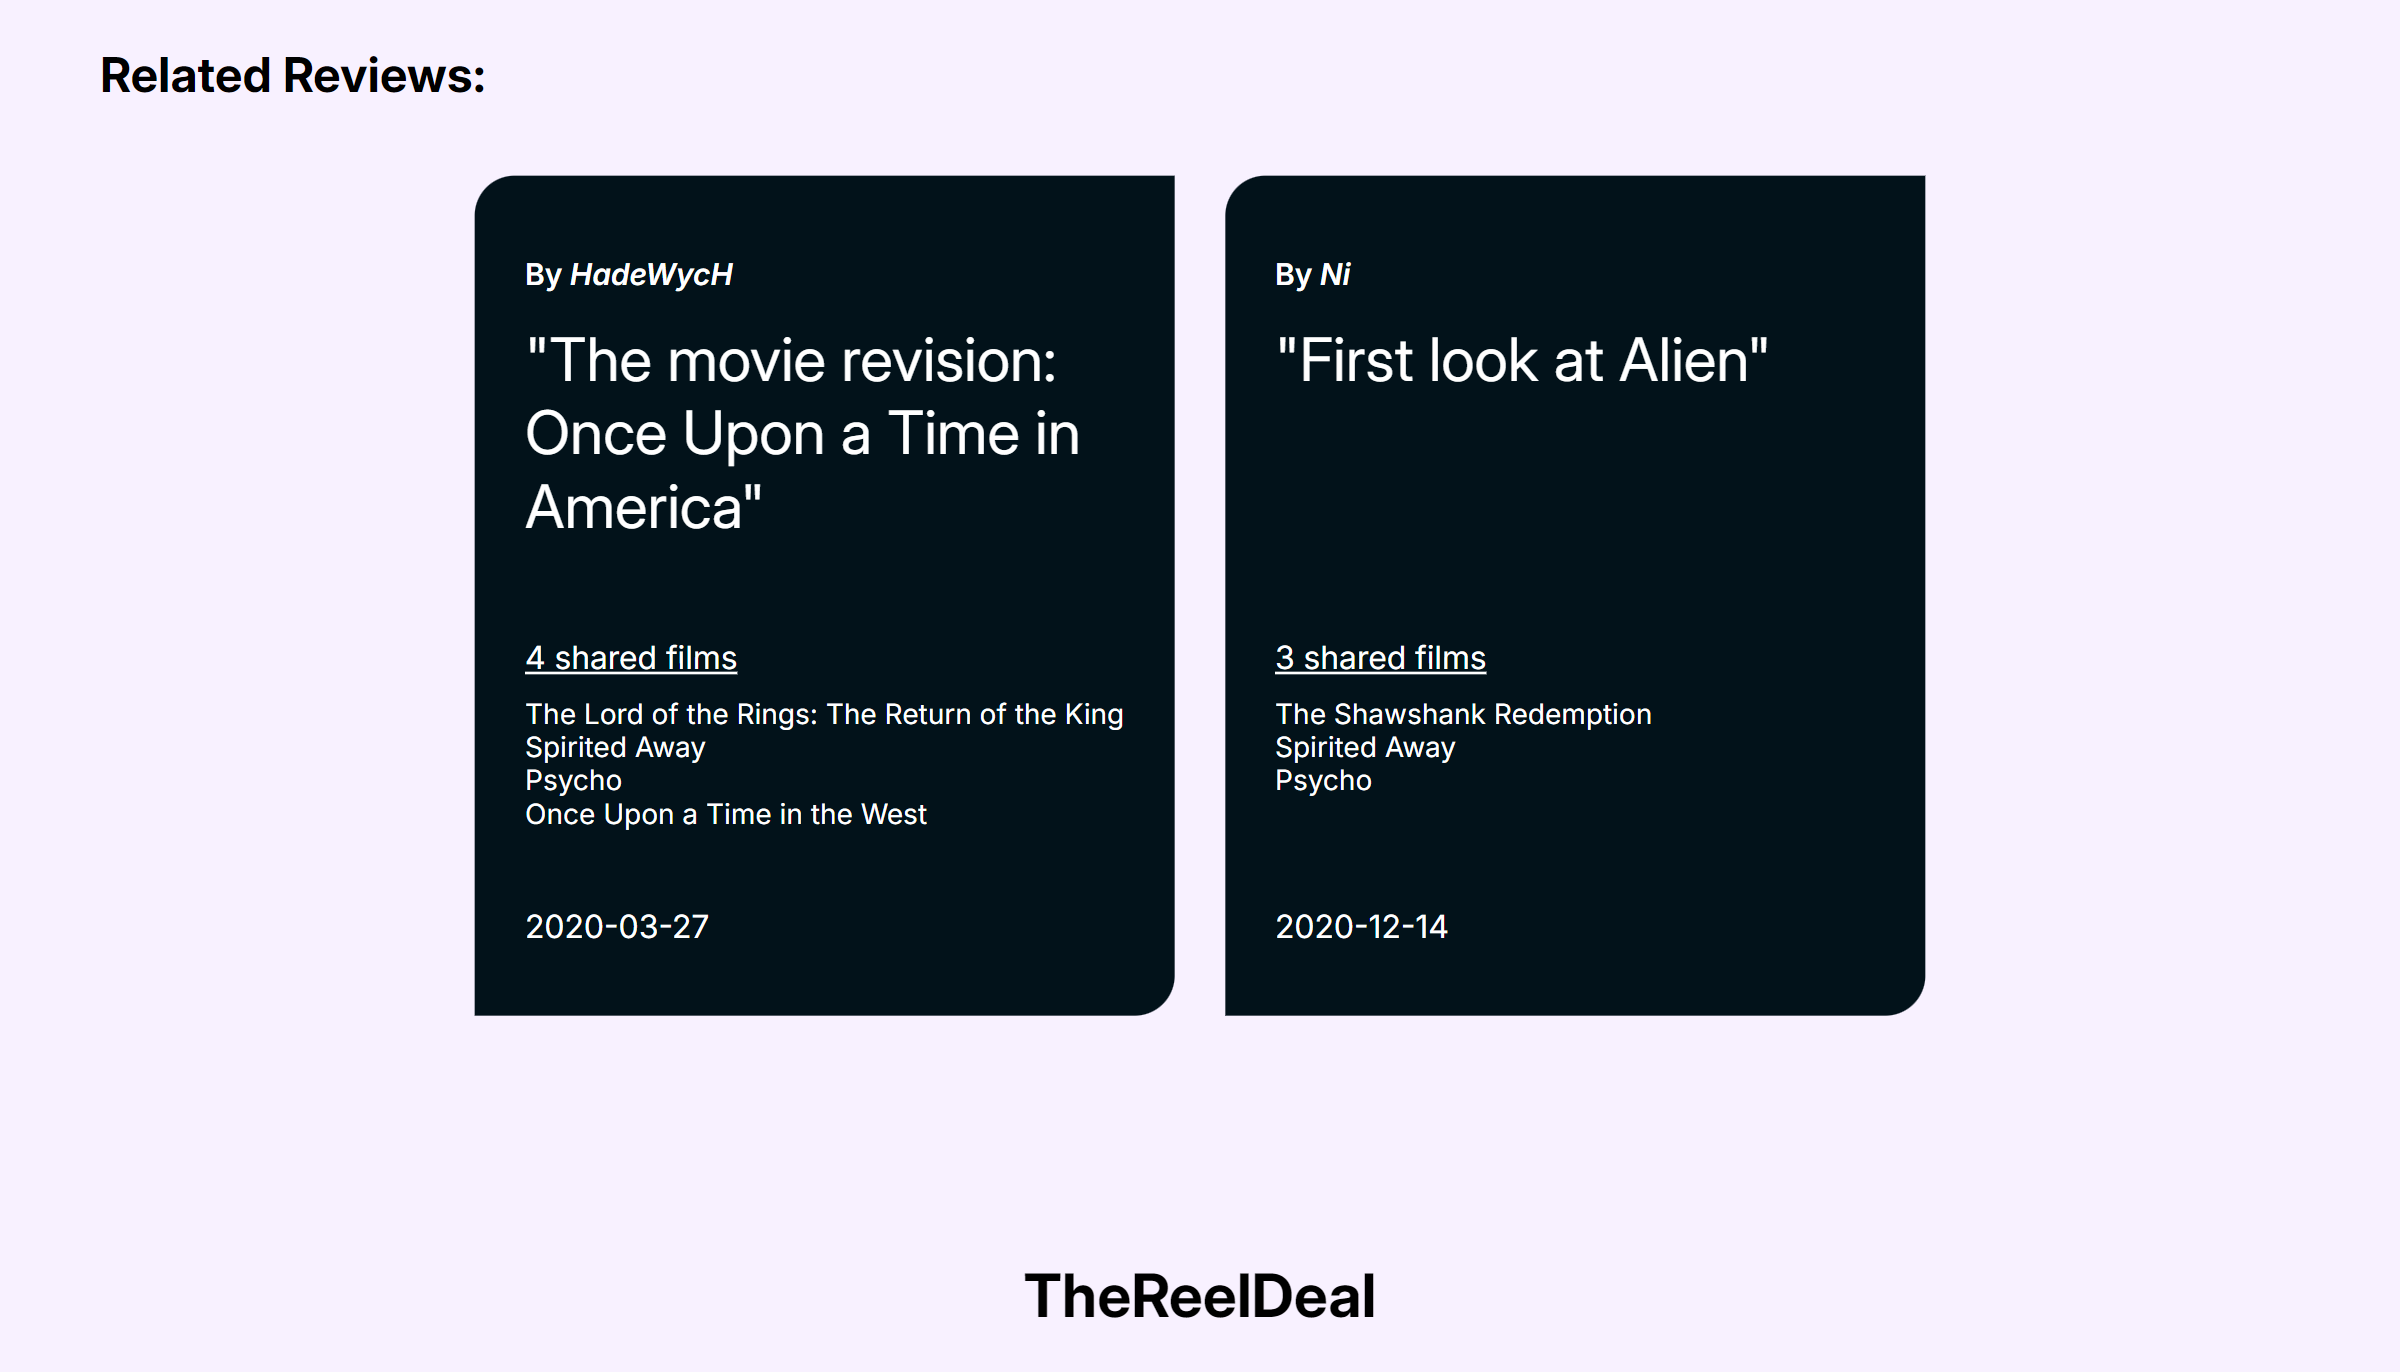 Related Reviews:
By HadeWycH
"The movie revision:
Once Upon a Time in
America"
4 shared films
The Lord of the Rings: The Return of the King
Spirited Away
Psycho
Once Upon a Time in the West
2020-03-27
By Ni
"First look at Alien"
3 shared films
The Shawshank Redemption
Spirited Away
Psycho
2020-12-14
TheReelDeal